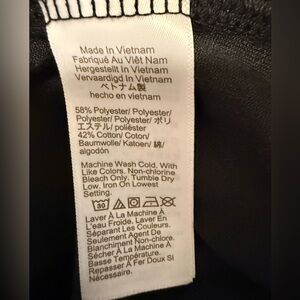 Made In Vietnam
Fabriqué Au Việt Nam
Hergestellt in Vietnam
Vervaardigd In Vietnam
ベトナム製
hecho en vietnam
58% Polyester/ Polyester/
Polyester/ Polyester/ ポリ
エステル/ poliéster
42% Cotton/ Coton/
Baumwolle/ Katoen/ 綿/
algodón
Machine Wash Cold, With
Like Colors. Non-chlorine
Bleach Only. Tumble Dry
Low. Iron On Lowest
Setting.
30
Laver À La Machine À
L'eau Froide. Laver En
Séparant Les Couleurs.
Seulement Agent De
Blanchiment Non-Chloré.
Sécher À La Machine À
Basse Température.
Repasser À Fer Doux Si
Nécessaire.